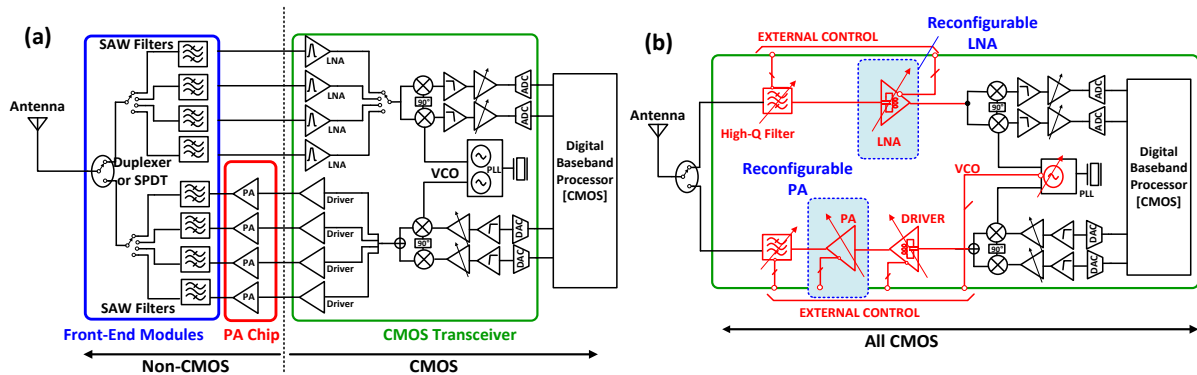 (a)
SAW Filters
LNA
LNA
LNA
LNA
Antenna
Duplexer
or SPDT
90°
ADC
ADC
VCO
PLL
Digital
Baseband
Processor
[CMOS]
PA
PA
PA
PA
Driver
Driver
Driver
Driver
90°
DAC
DAC
SAW Filters
Front-End Modules
PA Chip
CMOS Transceiver
Non-CMOS
CMOS
(b)
Reconfigurable
LNA
EXTERNAL CONTROL
High-Q Filter
LNA
90°
ADC
ADC
Antenna
Reconfigurable
PA
VCO
PLL
Digital
Baseband
Processor
[CMOS]
PA
DRIVER
90°
DAC
DAC
EXTERNAL CONTROL
All CMOS